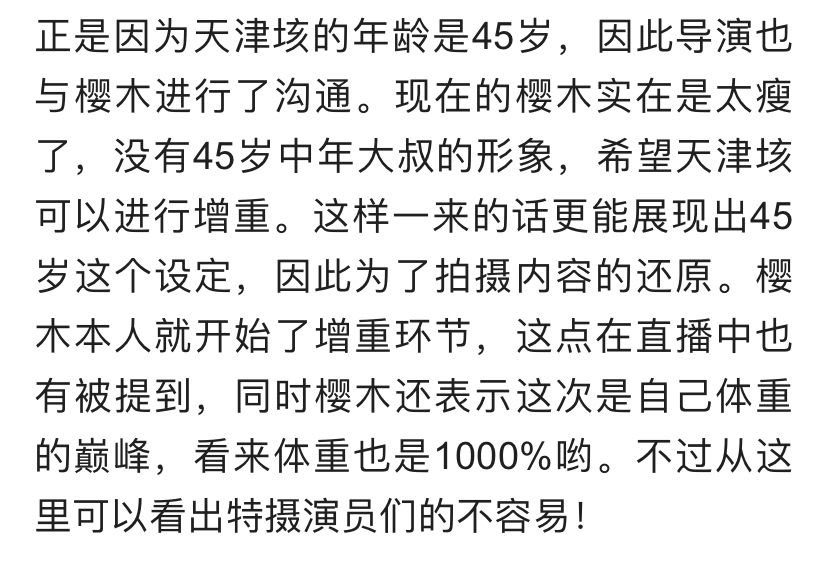 正是因为天津垓的年龄是45岁，因此导演也
与樱木进行了沟通。现在的樱木实在是太瘦
了，没有45岁中年大叔的形象，希望天津垓
可以进行增重。这样一来的话更能展现出45
岁这个设定，因此为了拍摄内容的还原。樱
木本人就开始了增重环节，这点在直播中也
有被提到，同时樱木还表示这次是自己体重
的巅峰，看来体重也是1000%哟。不过从这
里可以看出特摄演员们的不容易！